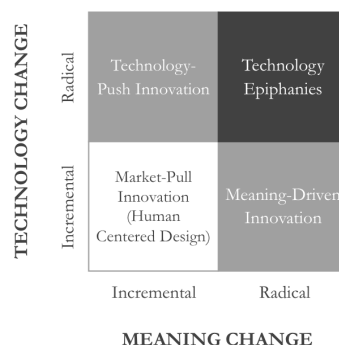 TECHNOLOGY CHANGE
Radical
Technology-
Push Innovation
Technology
Epiphanies
Incremental
Market-Pull
Innovation
(Human
Centered Design)
Meaning-Driven
Innovation
Incremental
Radical
MEANING CHANGE